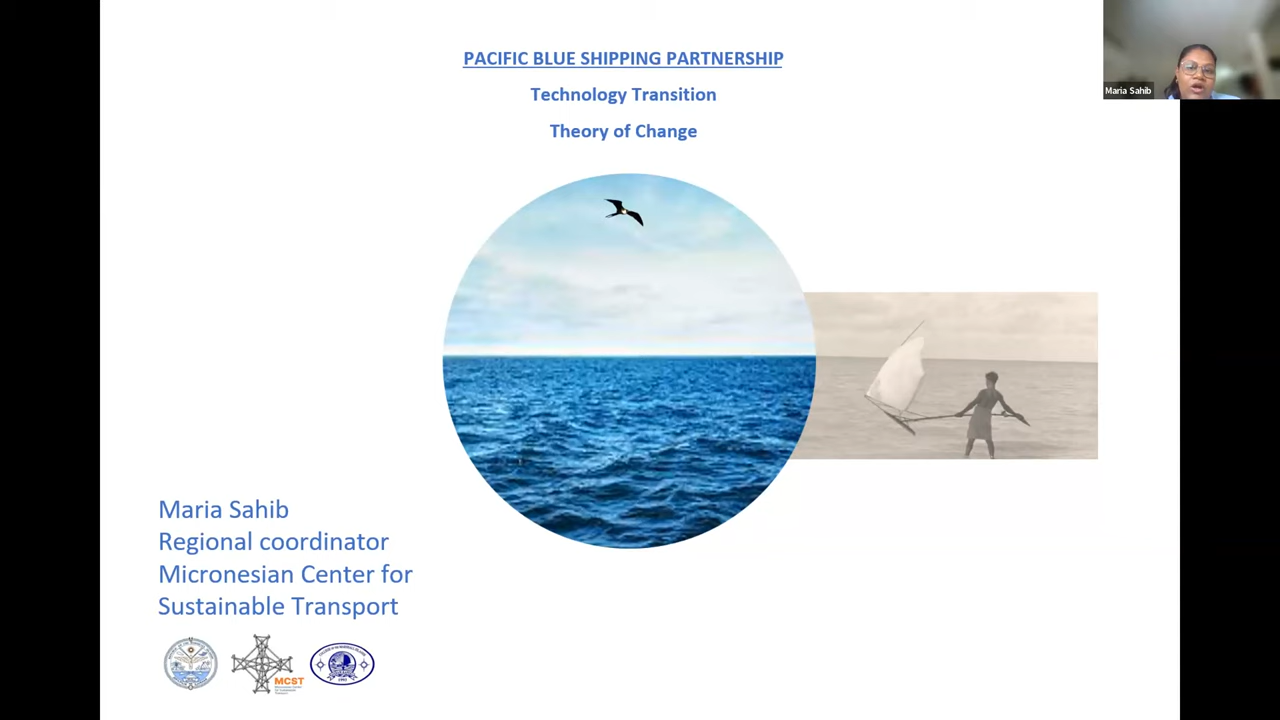 PACIFIC BLUE SHIPPING PARTNERSHIP
Technology Transition
Theory of Change
Maria Sahib
Maria Sahib
Regional coordinator
Micronesian Center for
Sustainable Transport
MCST